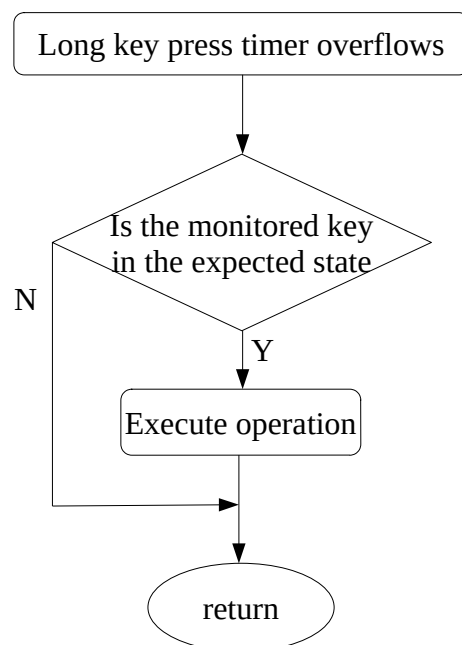 Long key press timer overflows
Is the monitored key
in the expected state
N
Y
Execute operation
return